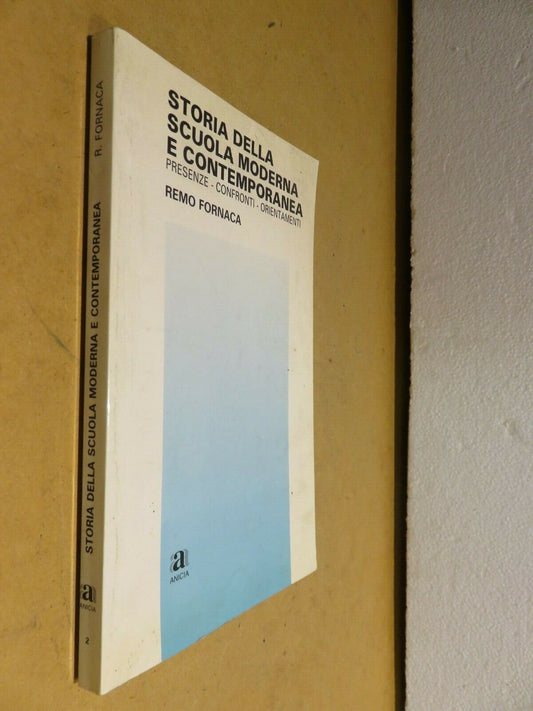 STORIA DELLA
SCUOLA MODERNA
E CONTEMPORANEA
PRESENZE - CONFRONTI - ORIENTAMENTI
REMO FORNACA
a
ANICIA
STORIA DELLA SCUOLA MODERNA E CONTEMPORANEA R. FORNACA
a
ANICIA
2